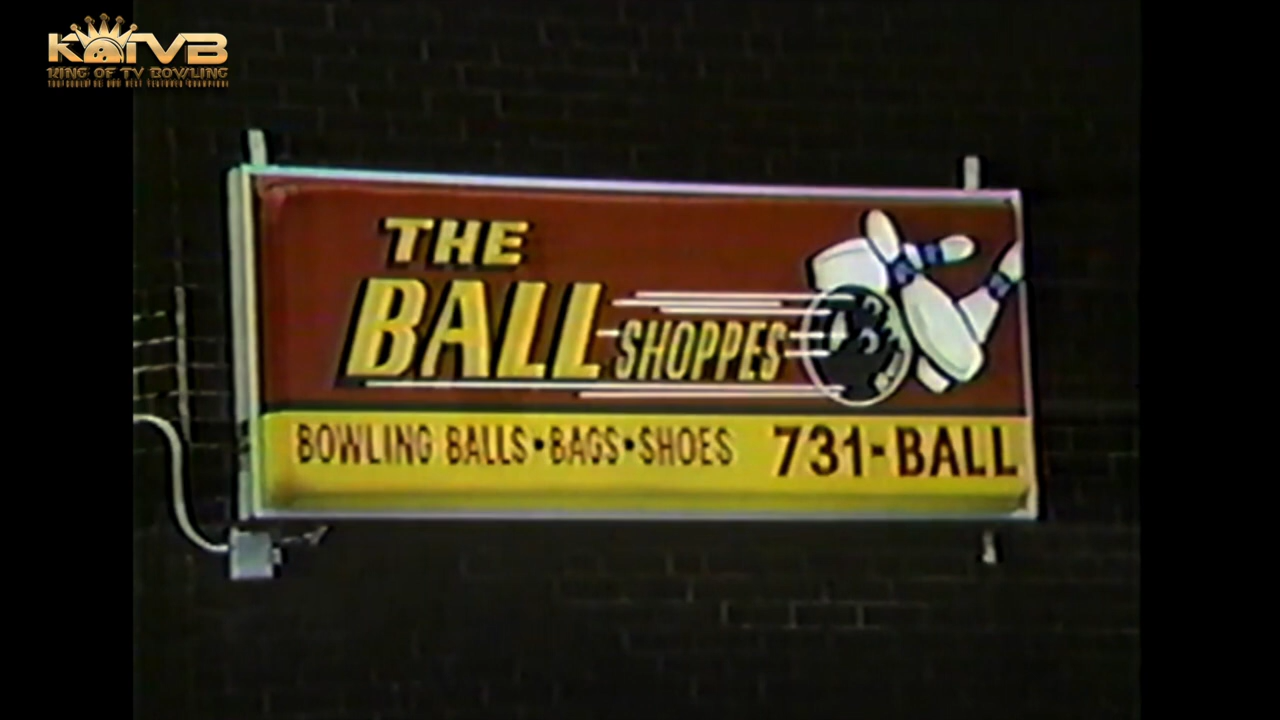 KOTVB
KING OF TV BOWLING
THE
BALL SHOPPES
BOWLING BALLS•BAGS•SHOES 731-BALL